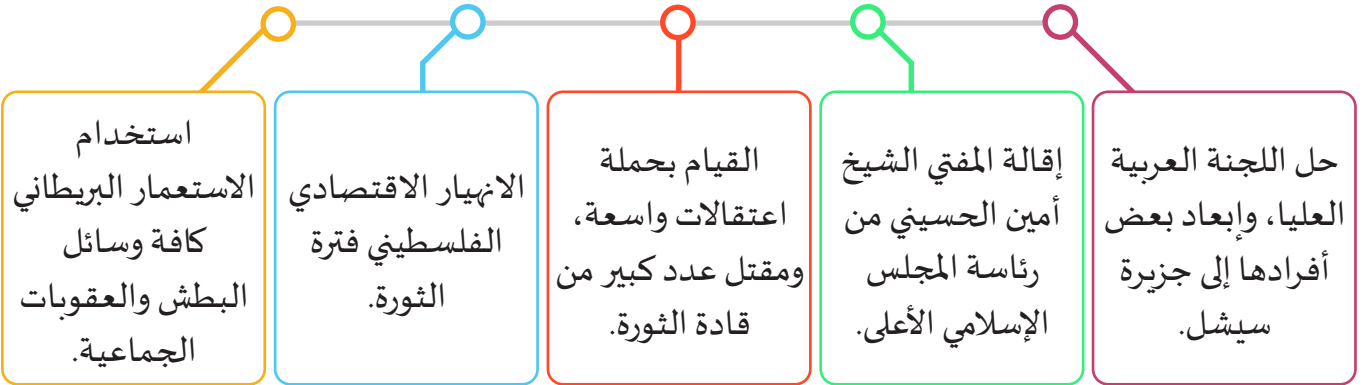 حل اللجنة العربية
العليا، وإبعاد بعض
أفرادها إلى جزيرة
سيشل.
إقالة المفتي الشيخ
أمين الحسيني من
رئاسة المجلس
الإسلامي الأعلى.
القيام بحملة
اعتقالات واسعة،
ومقتل عدد كبير من
قادة الثورة.
الانهيار الاقتصادي
الفلسطيني فترة
الثورة.
استخدام
الاستعمار البريطاني
كافة وسائل
البطش والعقوبات
الجماعية.